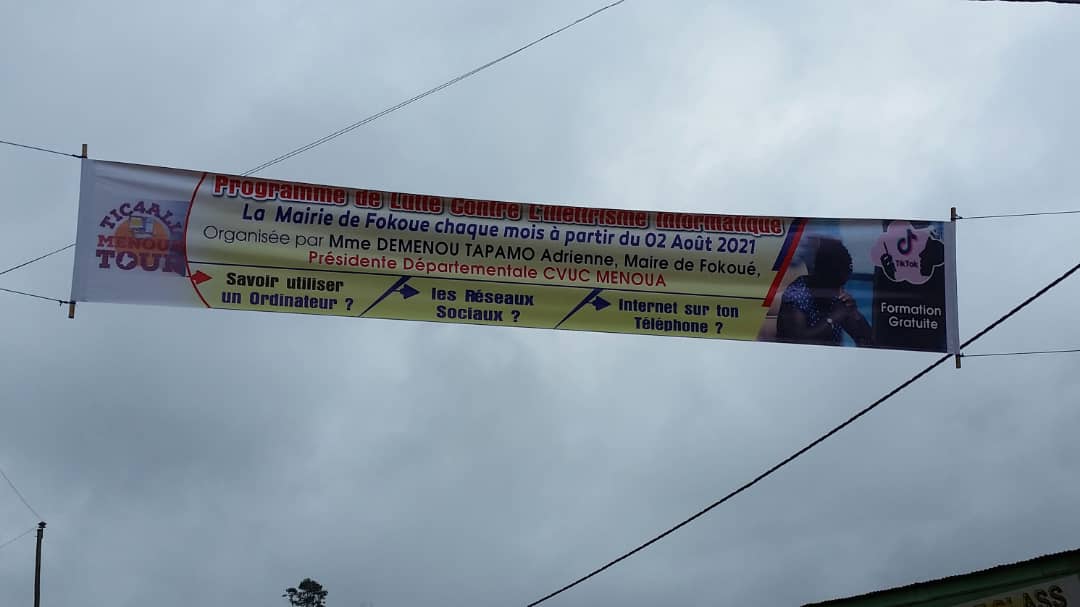 TIC4ALL
MENOUA
TOUR
Programme de Lutte Contre L'Illettrisme Informatique
La Mairie de Fokoue chaque mois à partir du 02 Août 2021
Organisée par Mme DEMENOU TAPAMO Adrienne, Maire de Fokoué,
Présidente Départementale CVUC MENOUA
Savoir utiliser
un Ordinateur ?
les Réseaux
Sociaux ?
Internet sur ton
Téléphone ?
TikTok
Formation
Gratuite